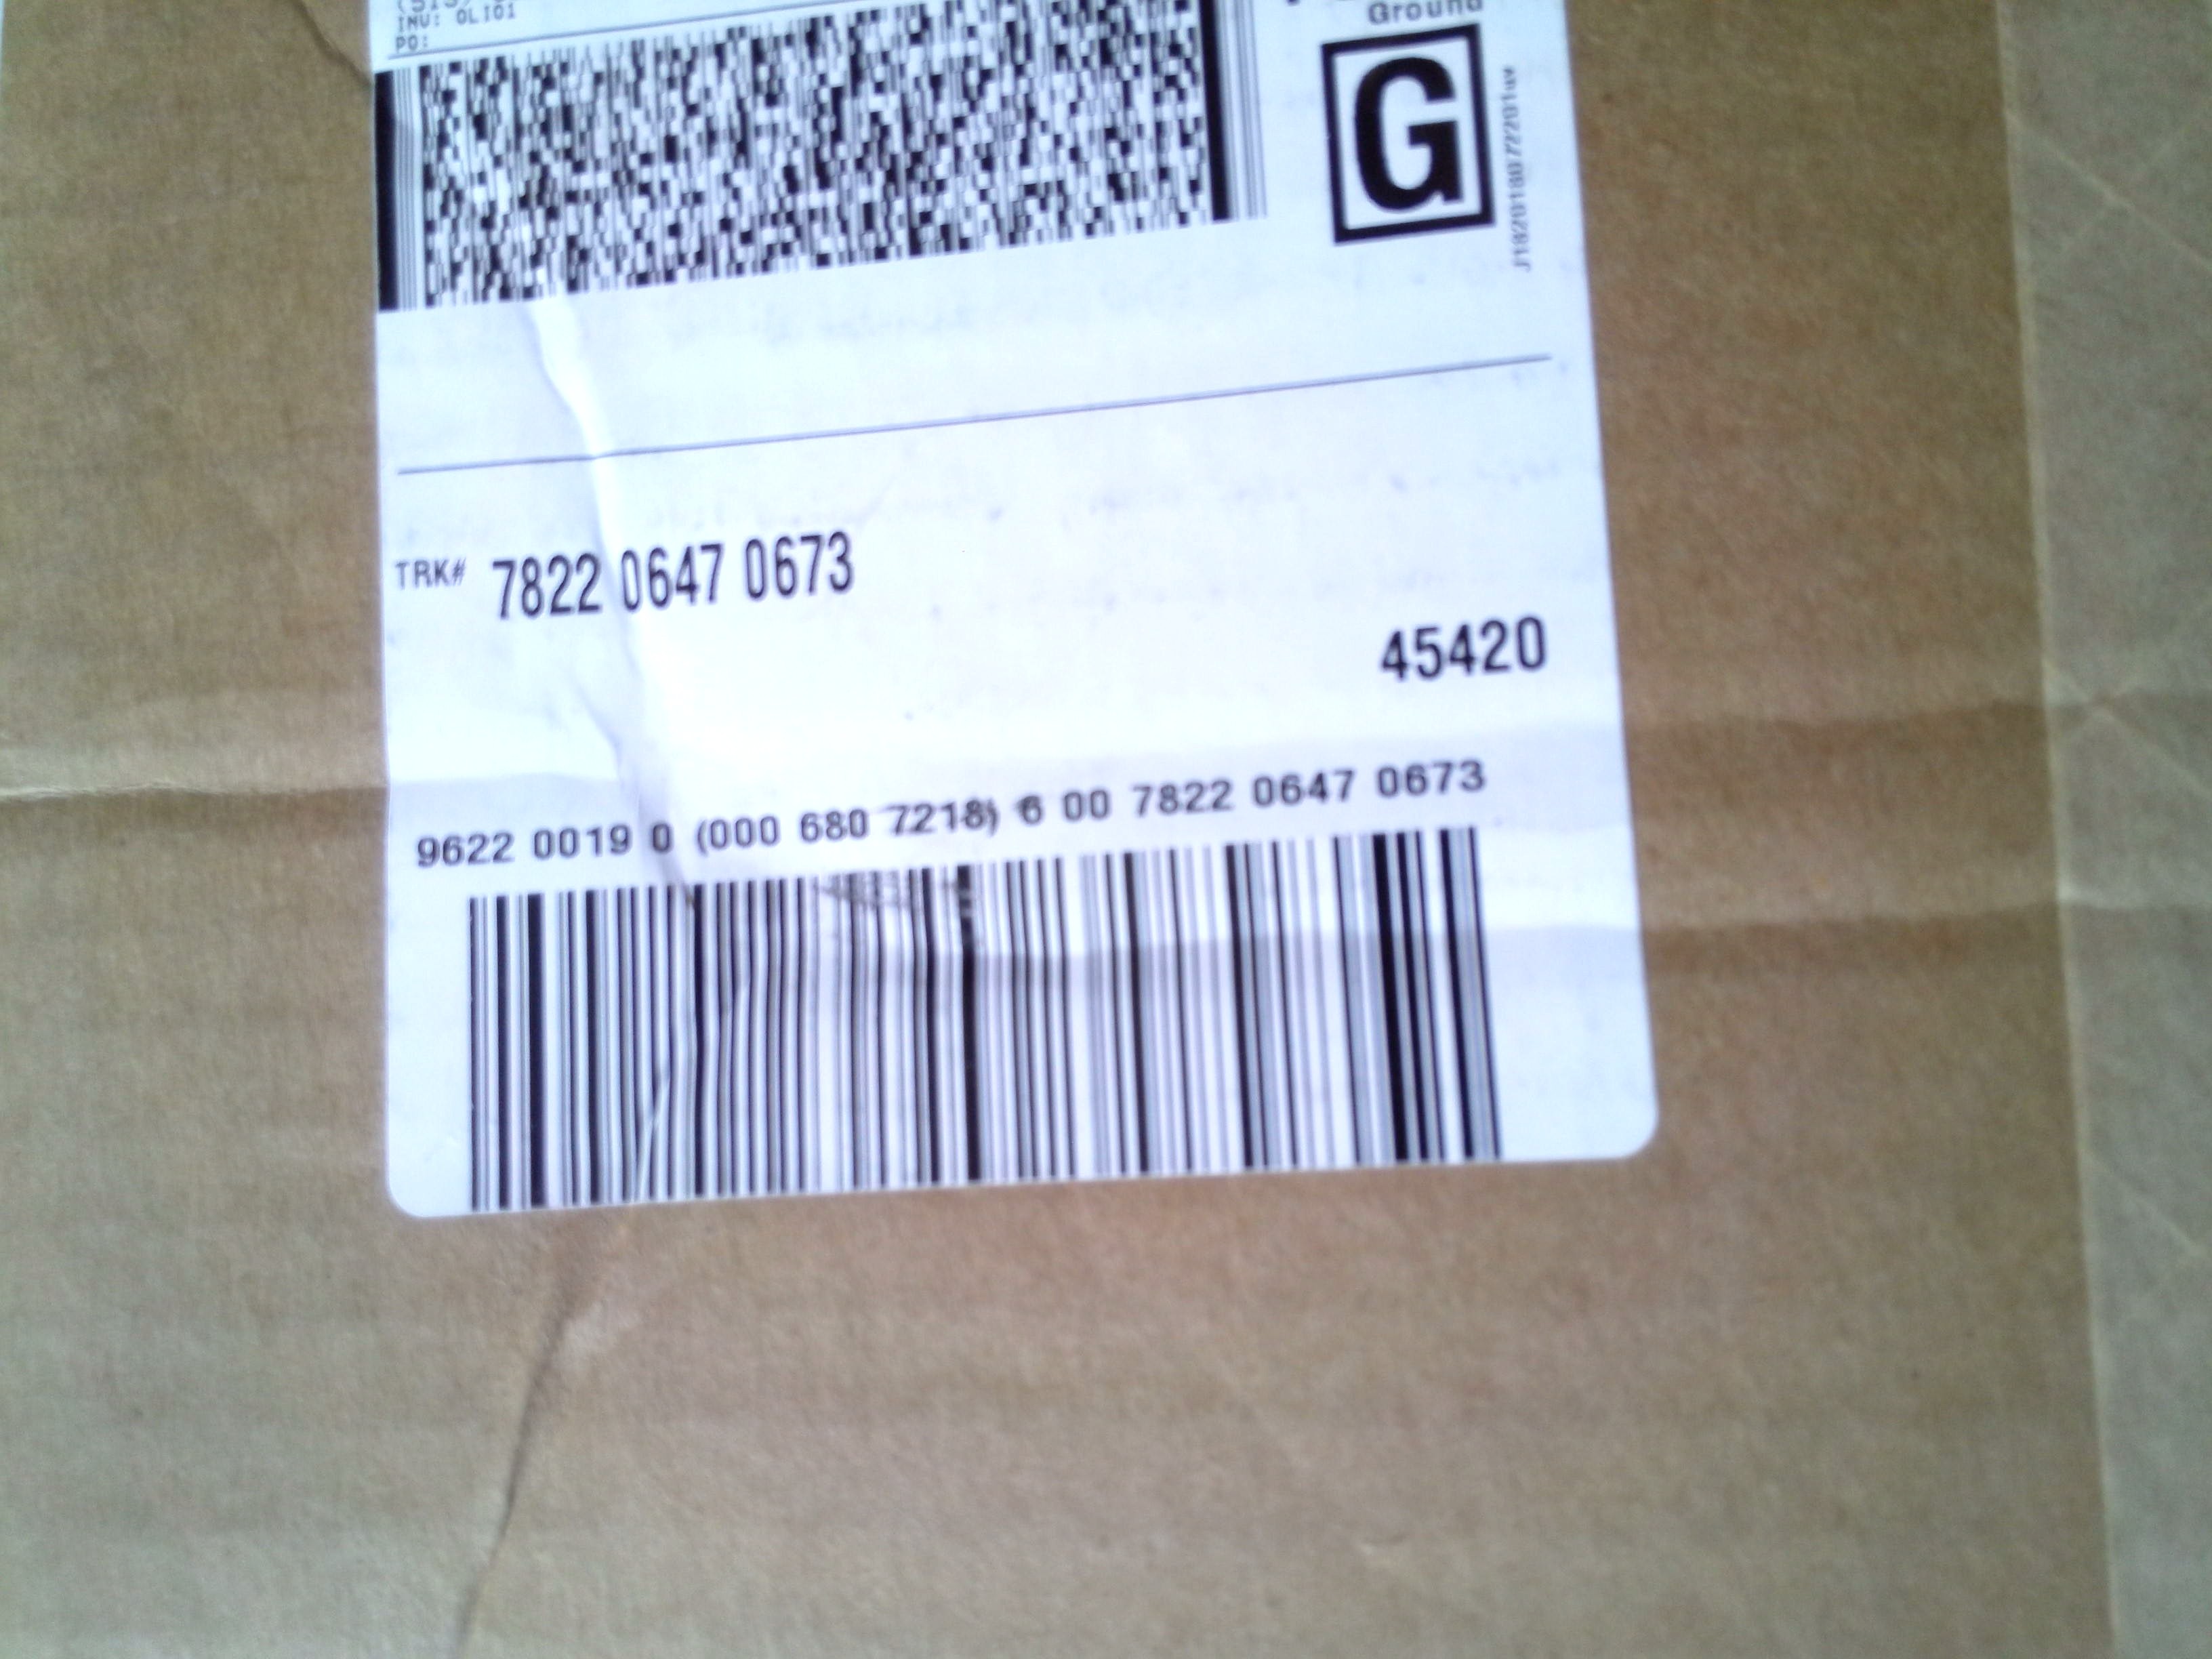 INV: OLIO1
PO:
Ground
G
TRK# 7822 0647 0673
45420
9622 0019 0 (000 680 7218) 6 00 7822 0647 0673